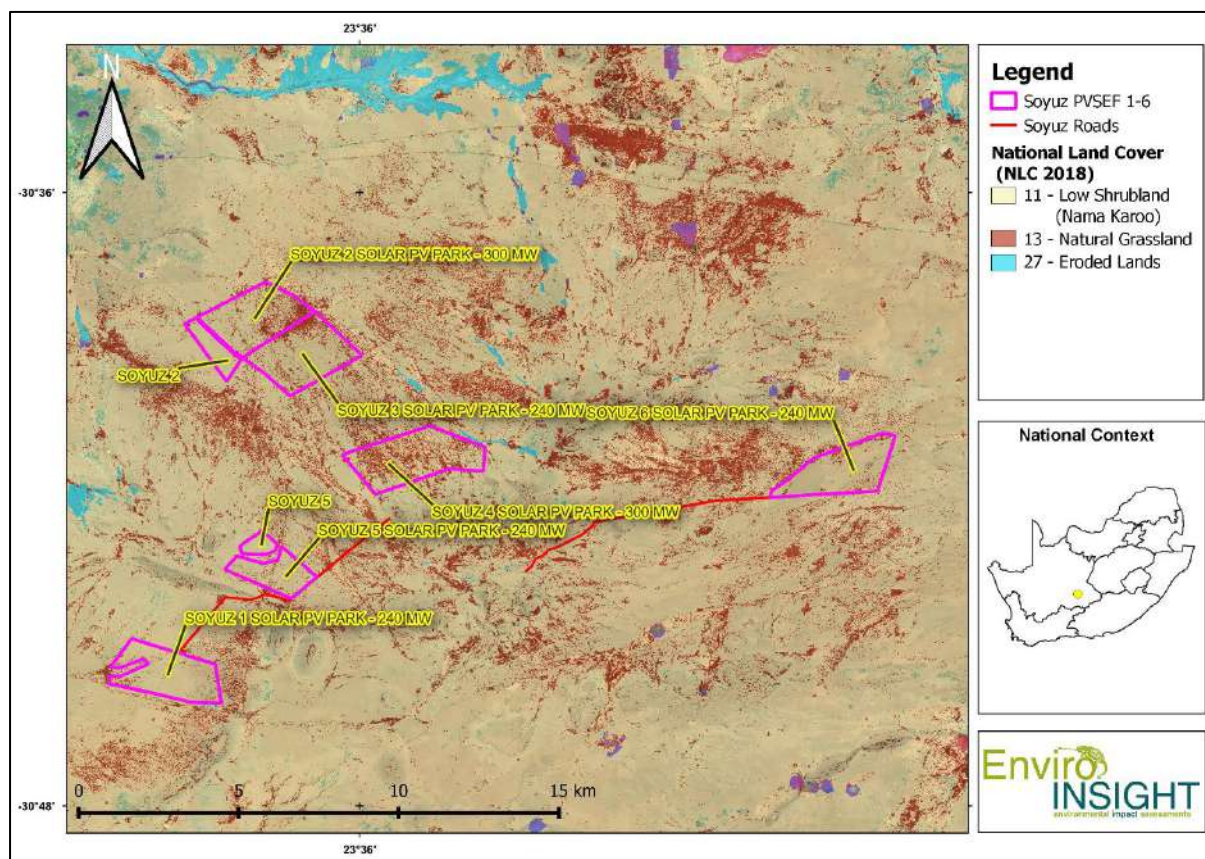 23°36'
N
-30°36'
SOYUZ 2 SOLAR PV PARK - 300 MW
SOYUZ 2
SOYUZ 3 SOLAR PV PARK - 240 MW
SOYUZ 6 SOLAR PV PARK - 240 MW
SOYUZ 5
SOYUZ 4 SOLAR PV PARK - 300 MW
SOYUZ 5 SOLAR PV PARK - 240 MW
SOYUZ 1 SOLAR PV PARK - 240 MW
-30°48'
0 5 10 15 km
23°36'
Legend
Soyuz PVSEF 1-6
Soyuz Roads
National Land Cover
(NLC 2018)
11 - Low Shrubland
(Nama Karoo)
13 - Natural Grassland
27 - Eroded Lands
National Context
Enviro
INSIGHT
environmental impact assessments